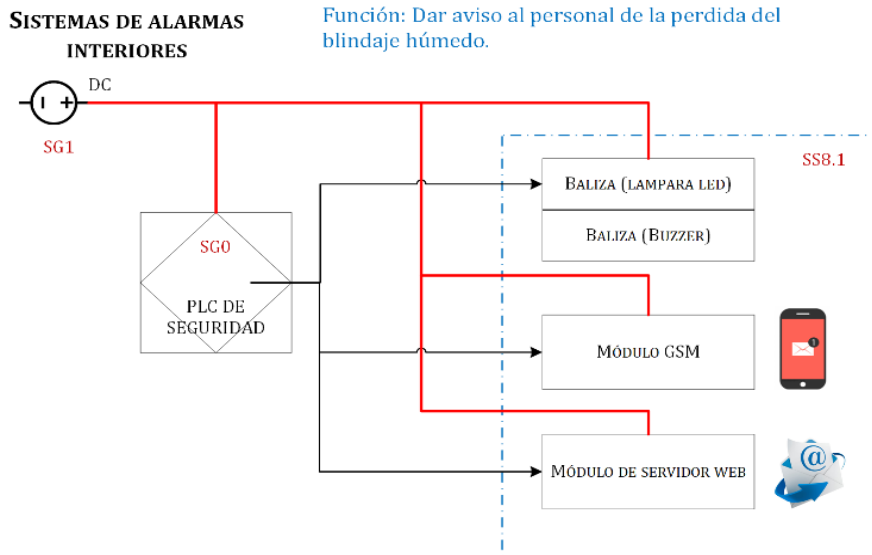 SISTEMAS DE ALARMAS
INTERIORES
Función: Dar aviso al personal de la perdida del
blindaje húmedo.
DC
SG1
SS8.1
BALIZA (LAMPARA LED)
BALIZA (BUZZER)
SG0
PLC DE
SEGURIDAD
MÓDULO GSM
1
MÓDULO DE SERVIDOR WEB
@